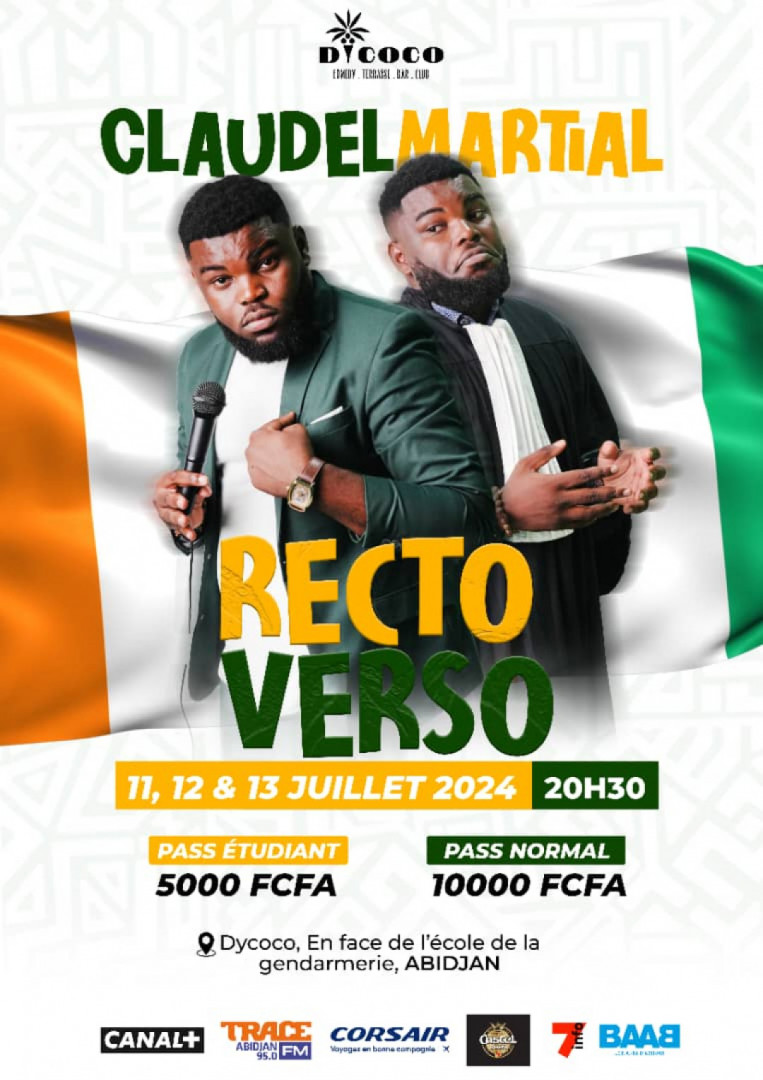 DYCOCO
COMEDY . TERRASSE . BAR . CLUB
CLAUDELMARTIAL
RECTO
VERSO
11, 12 & 13 JUILLET 2024 20H30
PASS ÉTUDIANT PASS NORMAL
5000 FCFA 10000 FCFA
Dycoco, En face de l'école de la
gendarmerie, ABIDJAN
CANAL+ TRACE CORSAIR Castel 7 info BAAB
ABIDJAN
95.0 FM
Voyages en bonne compagnie